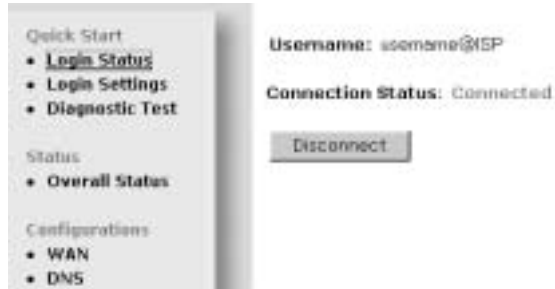 Quick Start
• Login Status
• Login Settings
• Diagnostic Test
Status
• Overall Status
Configurations
• WAN
• DNS
Username: username@ISP
Connection Status: Connected
Disconnect